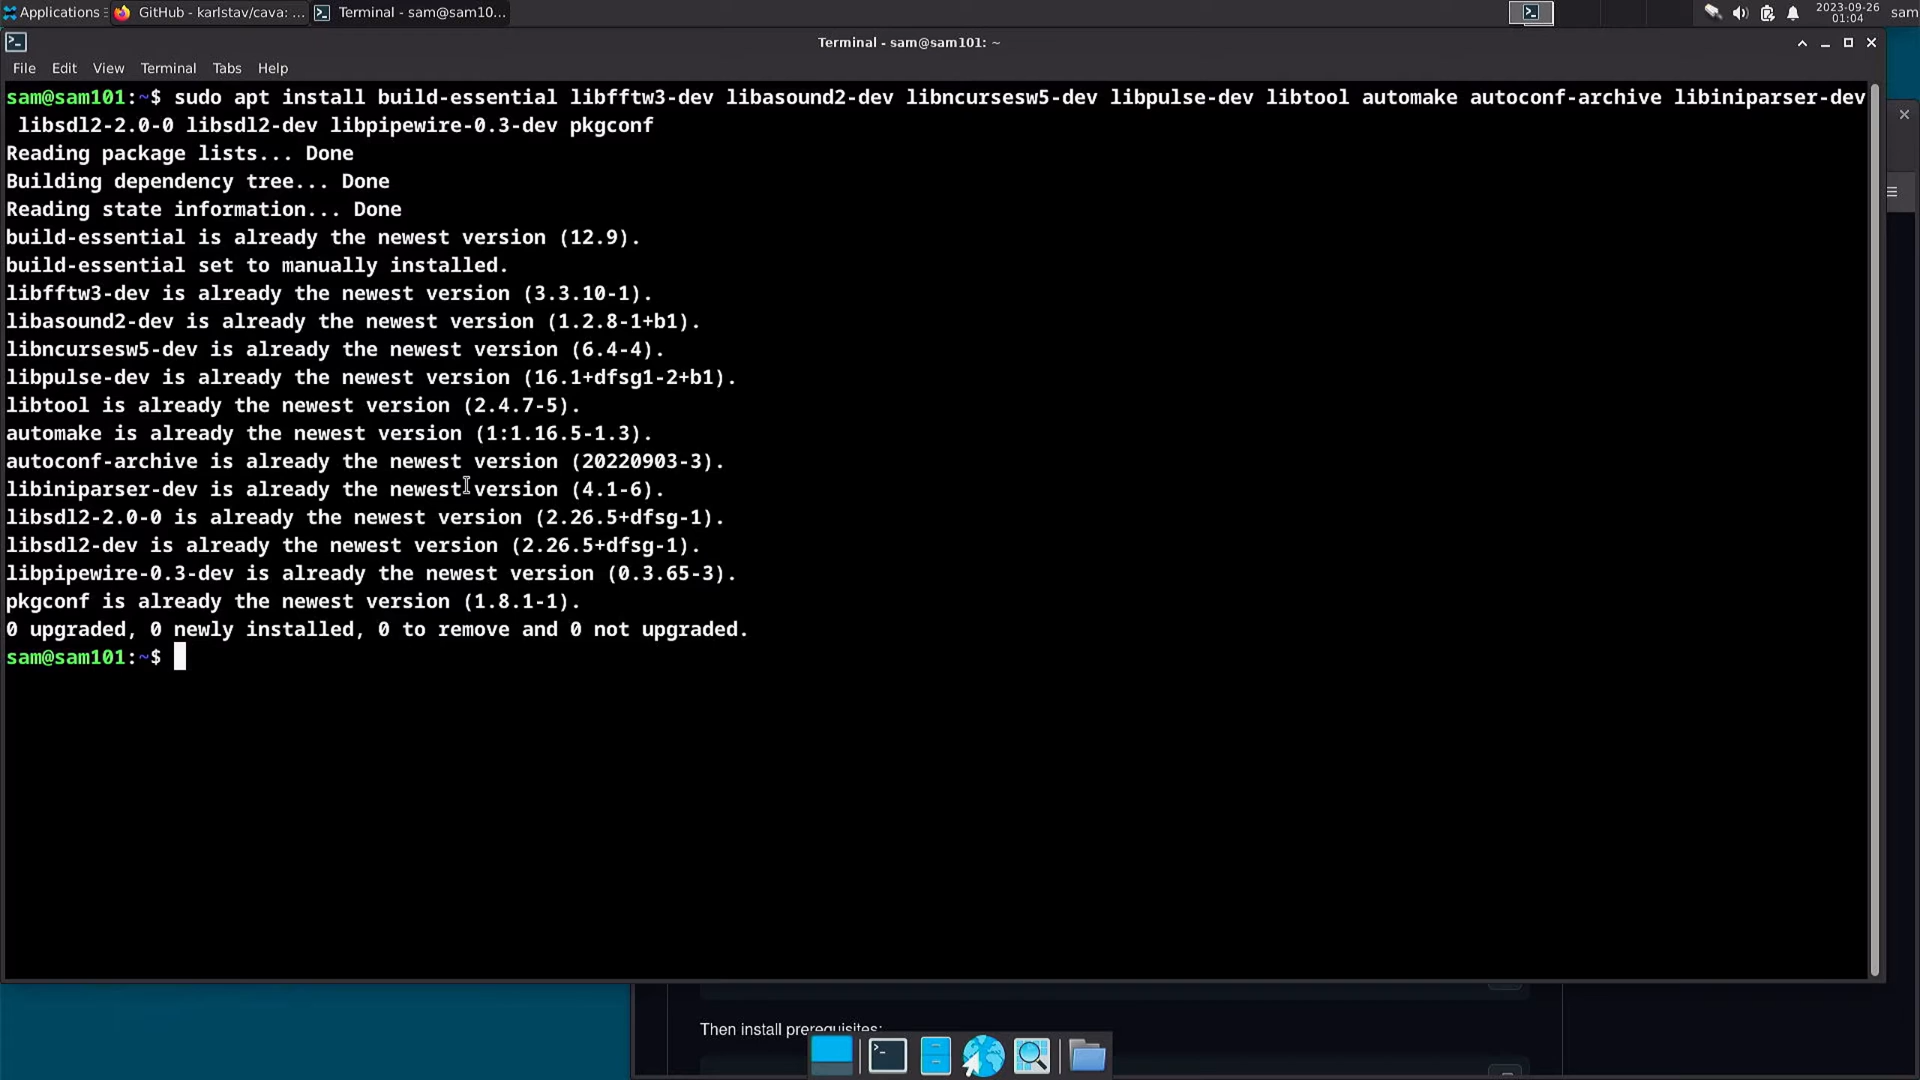 Applications
GitHub - karlstav/cava: ...
Terminal - sam@sam10...
2023-09-26
01:04
sam
Terminal - sam@sam101: ~
File Edit View Terminal Tabs Help
sam@sam101:~$ sudo apt install build-essential libfftw3-dev libasound2-dev libncursesw5-dev libpulse-dev libtool automake autoconf-archive libiniparser-dev
libsdl2-2.0-0 libsdl2-dev libpipewire-0.3-dev pkgconf
Reading package lists... Done
Building dependency tree... Done
Reading state information... Done
build-essential is already the newest version (12.9).
build-essential set to manually installed.
libfftw3-dev is already the newest version (3.3.10-1).
libasound2-dev is already the newest version (1.2.8-1+b1).
libncursesw5-dev is already the newest version (6.4-4).
libpulse-dev is already the newest version (16.1+dfsg1-2+b1).
libtool is already the newest version (2.4.7-5).
automake is already the newest version (1:1.16.5-1.3).
autoconf-archive is already the newest version (20220903-3).
libiniparser-dev is already the newest version (4.1-6).
libsdl2-2.0-0 is already the newest version (2.26.5+dfsg-1).
libsdl2-dev is already the newest version (2.26.5+dfsg-1).
libpipewire-0.3-dev is already the newest version (0.3.65-3).
pkgconf is already the newest version (1.8.1-1).
0 upgraded, 0 newly installed, 0 to remove and 0 not upgraded.
sam@sam101:~$
Then install prerequisites: